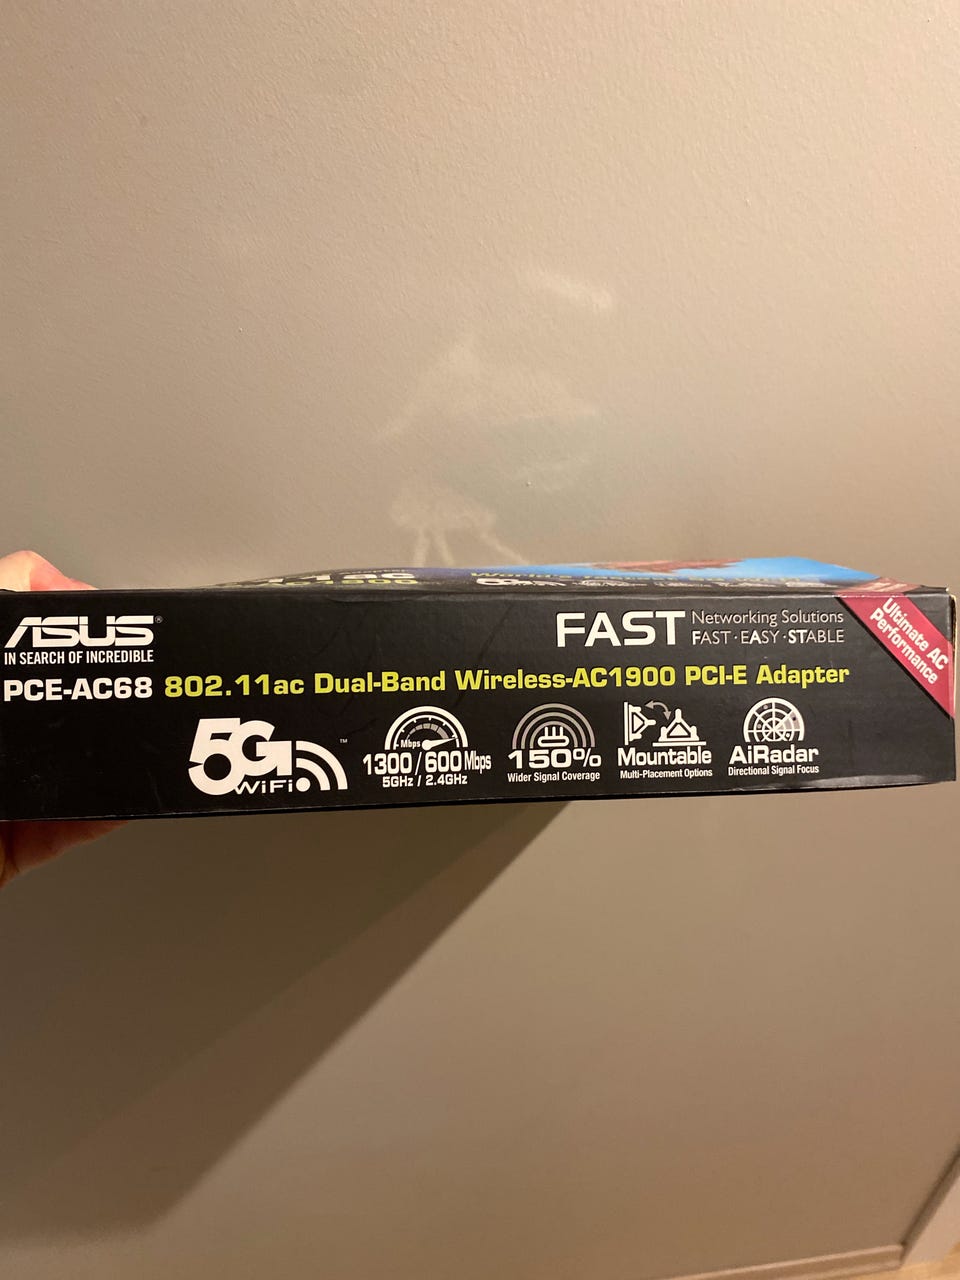 ASUS®
IN SEARCH OF INCREDIBLE
FAST Networking Solutions
FAST·EASY·STABLE
Ultimate AC
Performance
PCE-AC68 802.11ac Dual-Band Wireless-AC1900 PCI-E Adapter
5G WiFi ™
Mbps
1300/600 Mbps
5GHz / 2.4GHz
150%
Wider Signal Coverage
Mountable
Multi-Placement Options
AiRadar
Directional Signal Focus